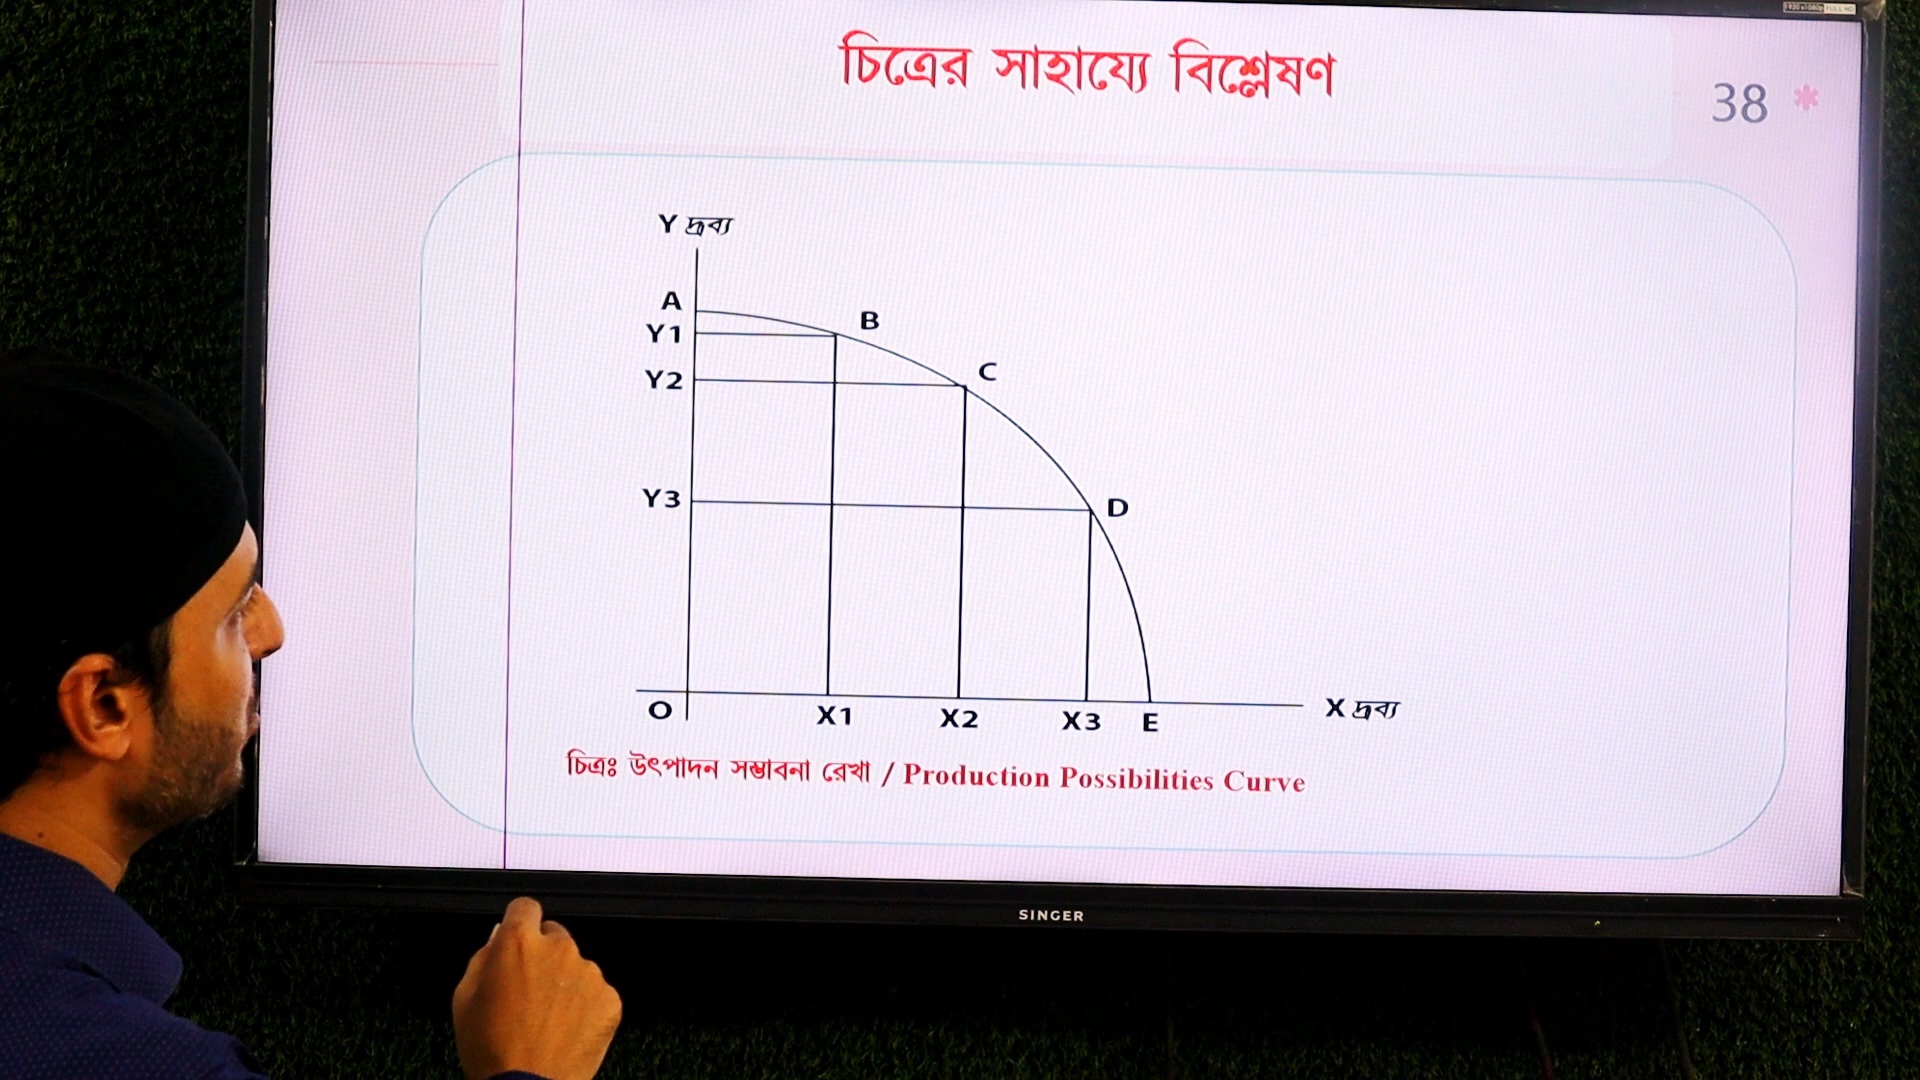 চিত্রের সাহায্যে বিশ্লেষণ
38
Y দ্রব্য
A
B
Y1
C
Y2
Y3
D
O
X1
X2
X3
E
X দ্রব্য
চিত্রঃ উৎপাদন সম্ভাবনা রেখা / Production Possibilities Curve
SINGER